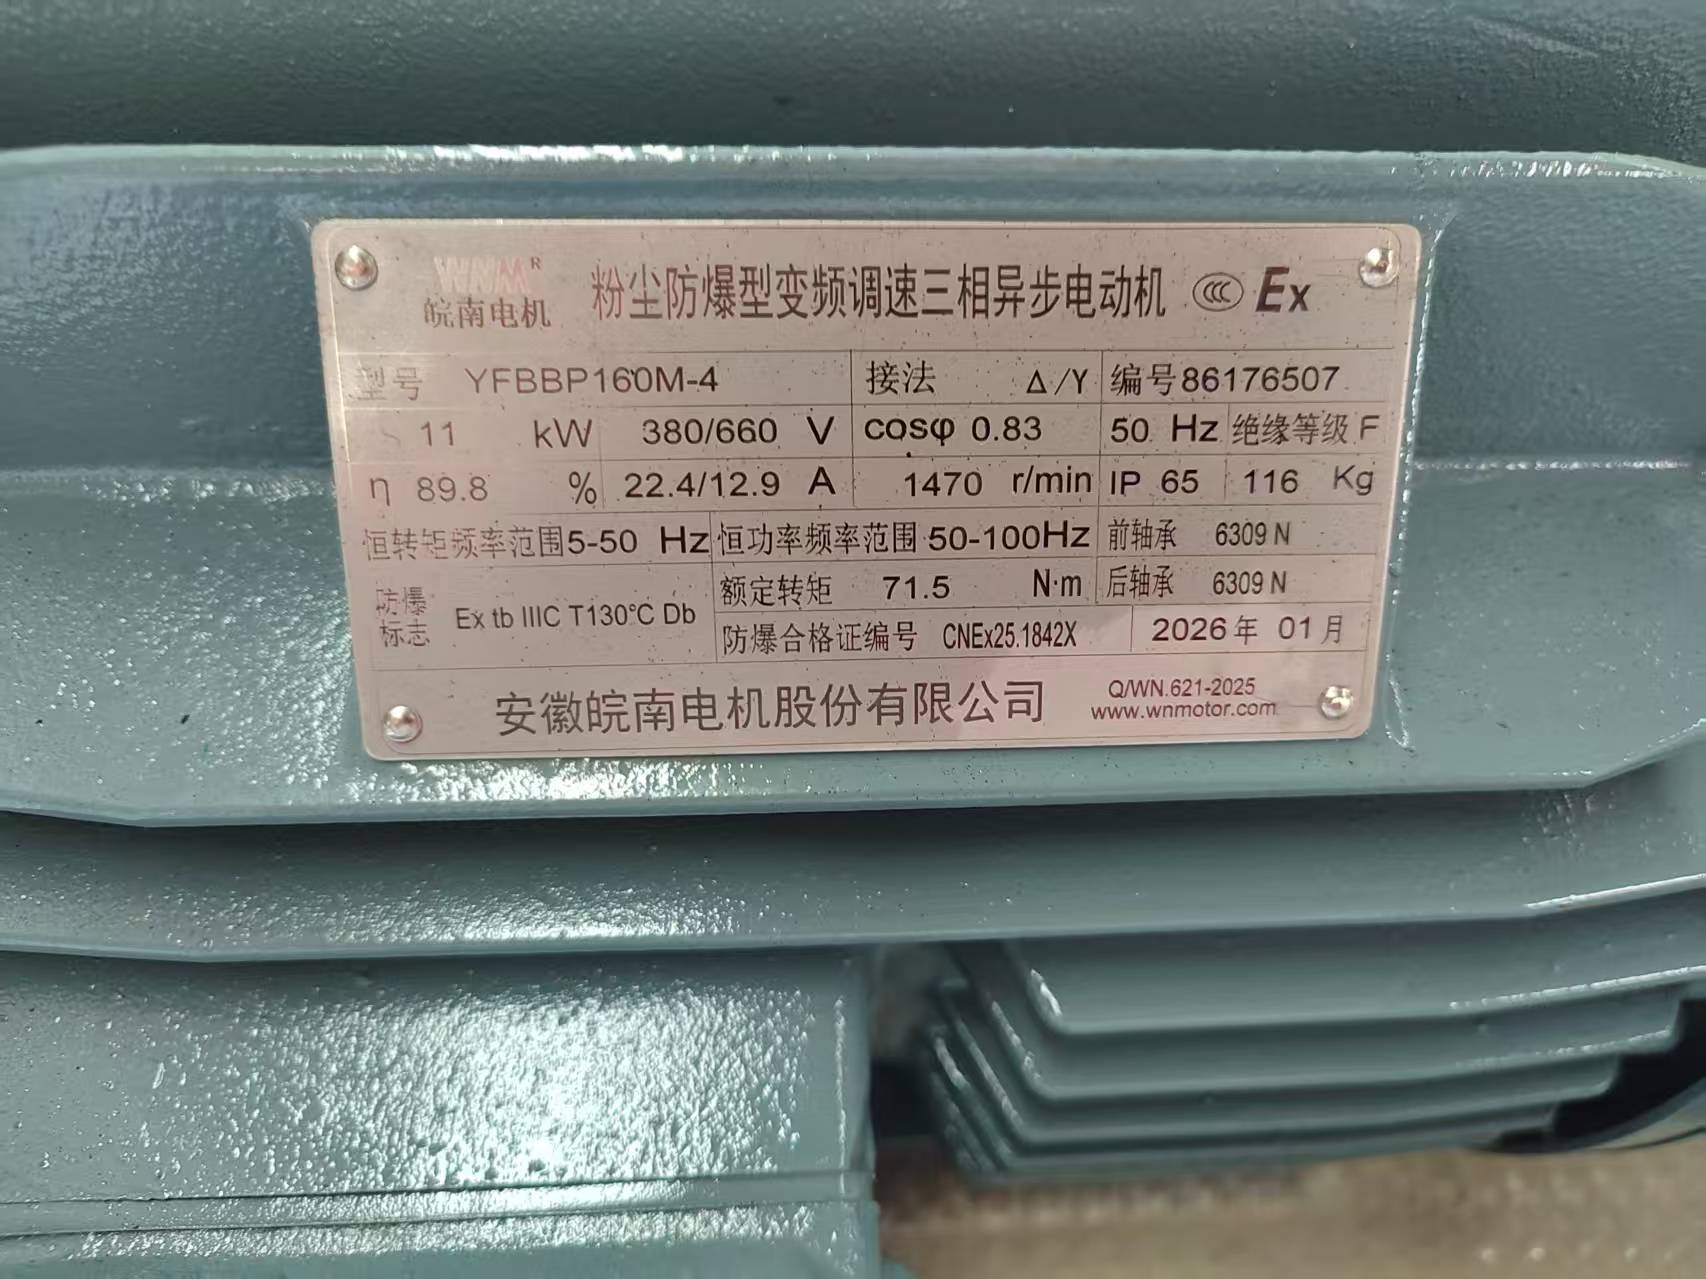 WNM R
皖南电机 粉尘防爆型变频调速三相异步电动机 CCC Ex
型号 YFBBP160M-4 接法 Δ/Y 编号 86176507
S 11 kW 380/660 V cosφ 0.83 50 Hz 绝缘等级 F
η 89.8 % 22.4/12.9 A 1470 r/min IP 65 116 Kg
恒转矩频率范围 5-50 Hz 恒功率频率范围 50-100Hz 前轴承 6309 N
防爆标志 Ex tb IIIC T130℃ Db 额定转矩 71.5 N·m 后轴承 6309 N
防爆合格证编号 CNEx25.1842X 2026年 01月
安徽皖南电机股份有限公司 Q/WN.621-2025
www.wnmotor.com